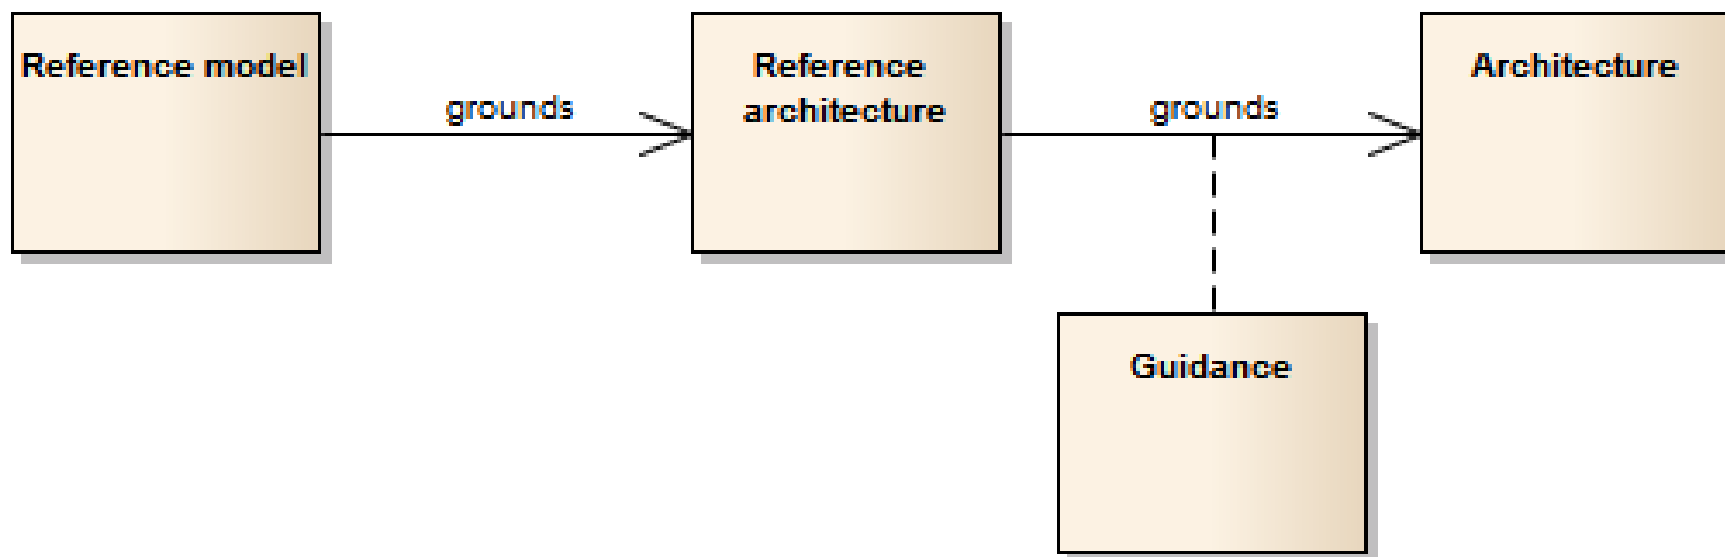 Reference model
grounds
Reference
architecture
grounds
Architecture
Guidance